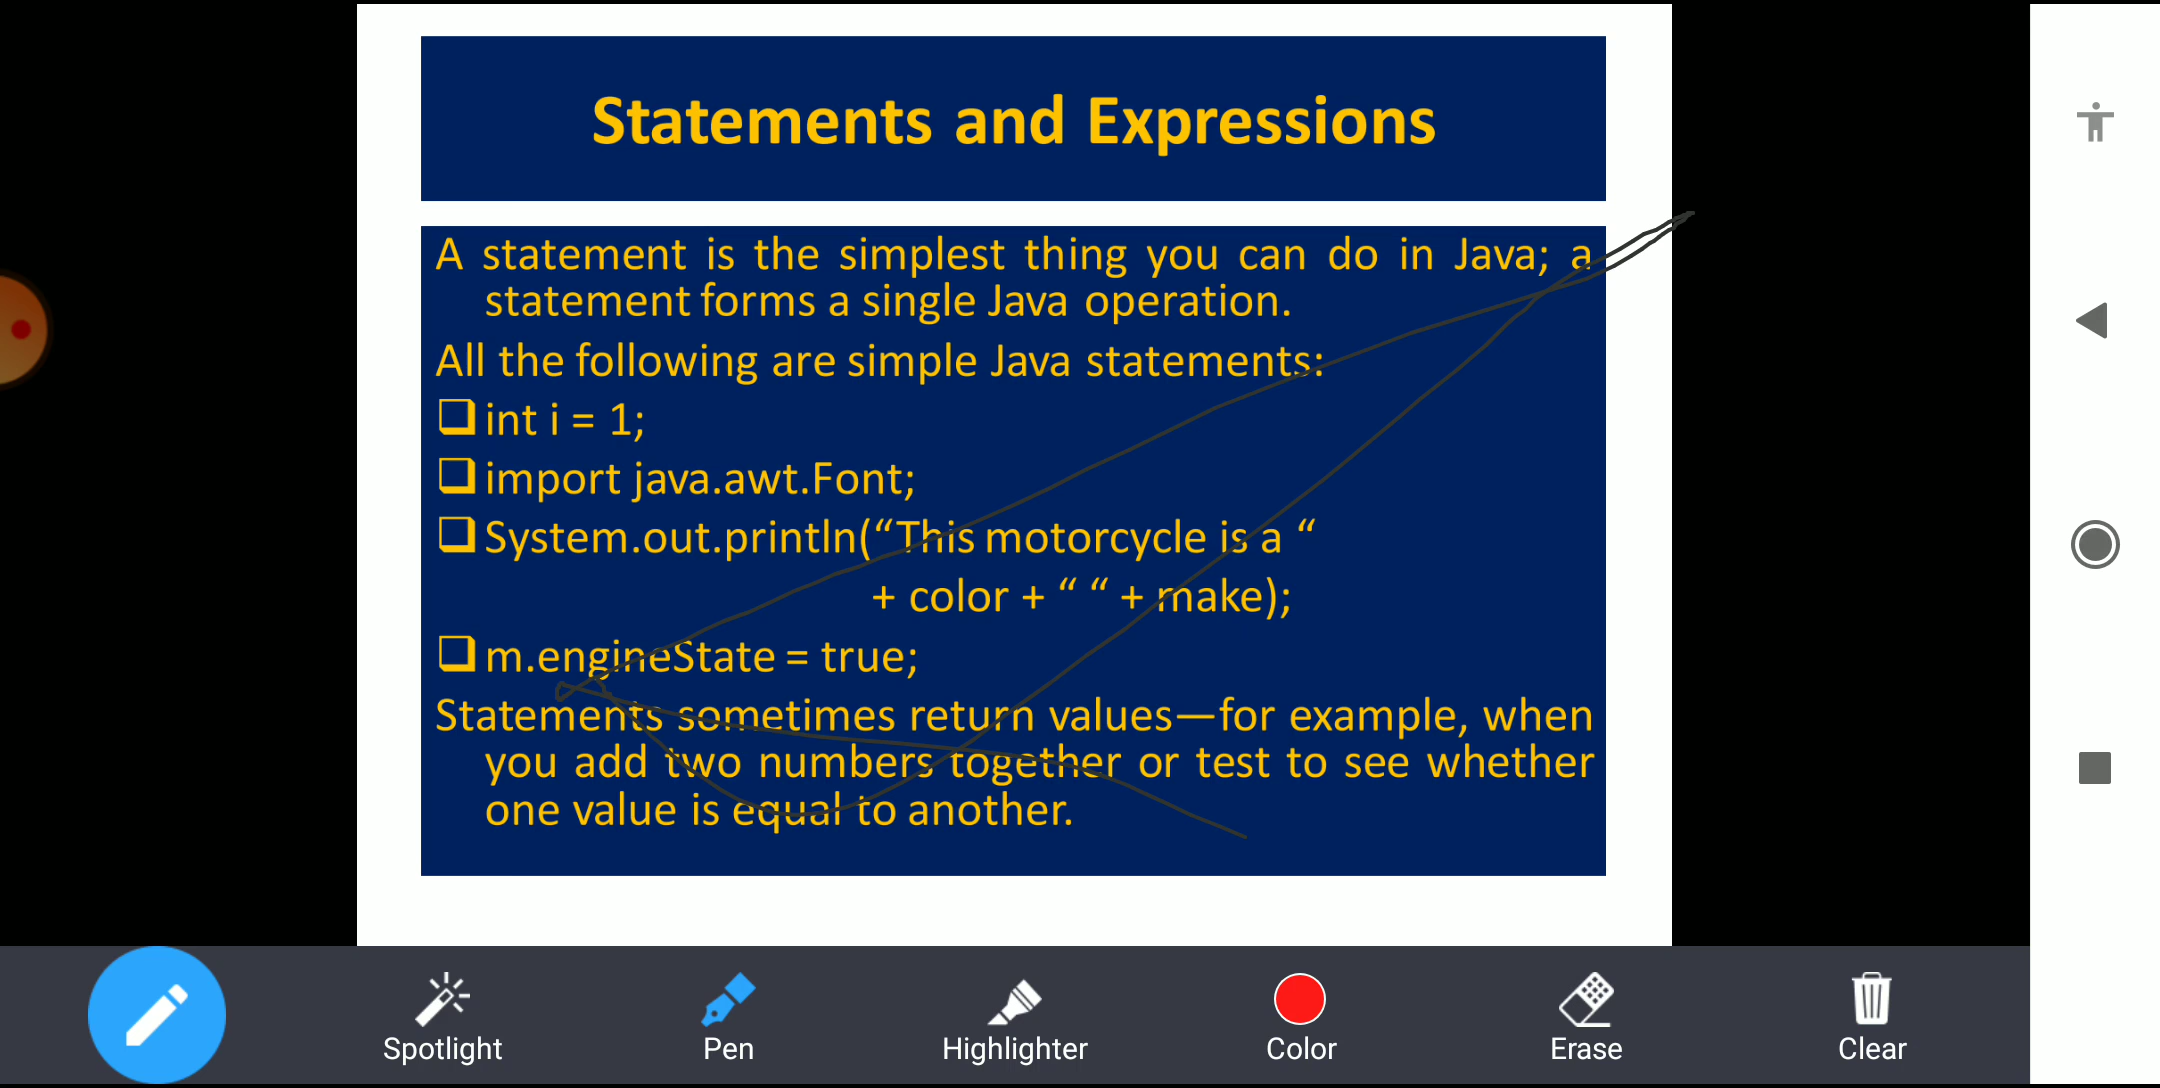 Statements and Expressions
A statement is the simplest thing you can do in Java; a
statement forms a single Java operation.
All the following are simple Java statements:
int i = 1;
import java.awt.Font;
System.out.println(“This motorcycle is a “
+ color + “ “ + make);
m.engineState = true;
Statements sometimes return values—for example, when
you add two numbers together or test to see whether
one value is equal to another.
Spotlight
Pen
Highlighter
Color
Erase
Clear